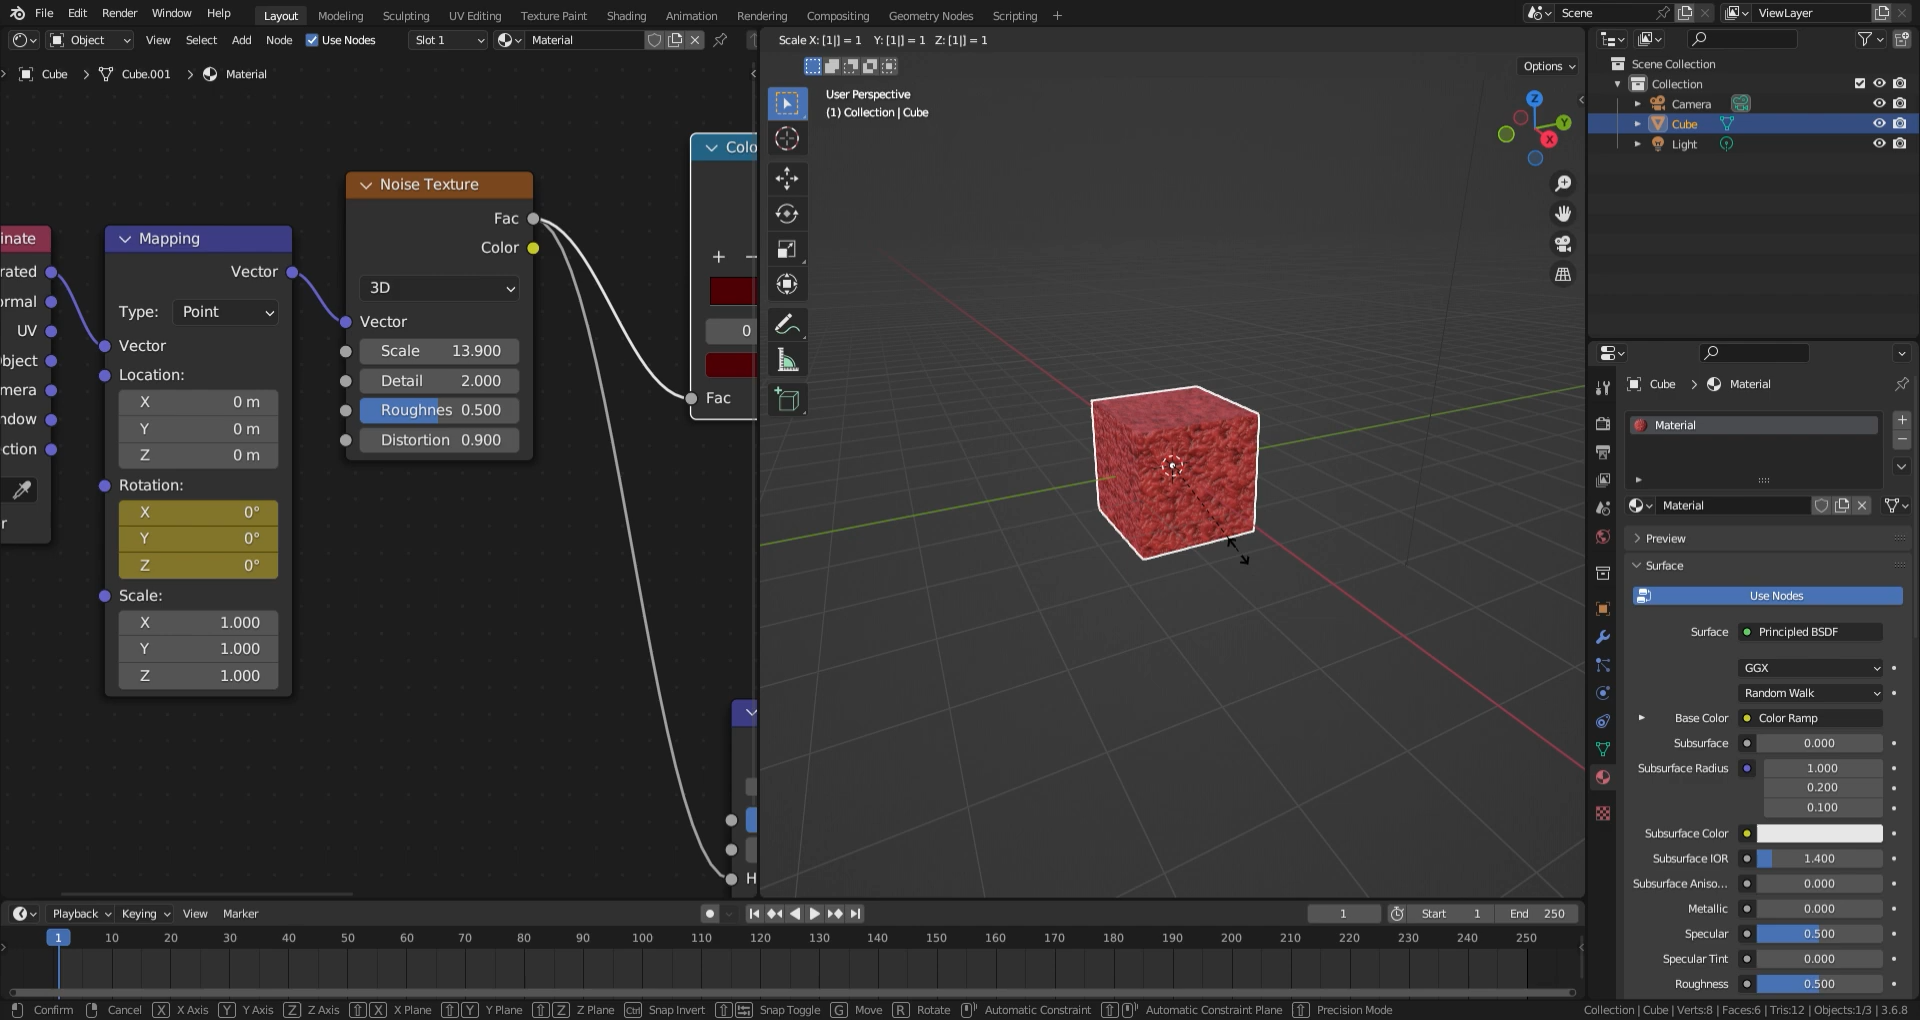 File Edit Render Window Help
Layout Modeling Sculpting UV Editing Texture Paint Shading Animation Rendering Compositing Geometry Nodes Scripting +
Scene
ViewLayer
Object View Select Add Node Use Nodes Slot 1 Material
Scale X: [1|] = 1 Y: [1|] = 1 Z: [1|] = 1
Cube > Cube.001 > Material
Options
User Perspective
(1) Collection | Cube
Z
Y
X
Scene Collection
Collection
Camera
Cube
Light
inate
rated
ormal
UV
bject
mera
ndow
ction
r
Mapping
Vector
Type: Point
Vector
Location:
X 0 m
Y 0 m
Z 0 m
Rotation:
X 0°
Y 0°
Z 0°
Scale:
X 1.000
Y 1.000
Z 1.000
Noise Texture
Fac
Color
3D
Vector
Scale 13.900
Detail 2.000
Roughnes 0.500
Distortion 0.900
Colo
+ −
0
Fac
H
Cube > Material
Material
Material
Preview
Surface
Use Nodes
Surface Principled BSDF
GGX
Random Walk
Base Color Color Ramp
Subsurface 0.000
Subsurface Radius 1.000
0.200
0.100
Subsurface Color
Subsurface IOR 1.400
Subsurface Aniso... 0.000
Metallic 0.000
Specular 0.500
Specular Tint 0.000
Roughness 0.500
Playback Keying View Marker
1 Start 1 End 250
1 10 20 30 40 50 60 70 80 90 100 110 120 130 140 150 160 170 180 190 200 210 220 230 240 250
Confirm Cancel X X Axis Y Y Axis Z Z Axis X X Plane Y Y Plane Z Z Plane Ctrl Snap Invert Snap Toggle G Move R Rotate Automatic Constraint Automatic Constraint Plane Precision Mode
Collection | Cube | Verts:8 | Faces:6 | Tris:12 | Objects:1/3 | 3.6.8